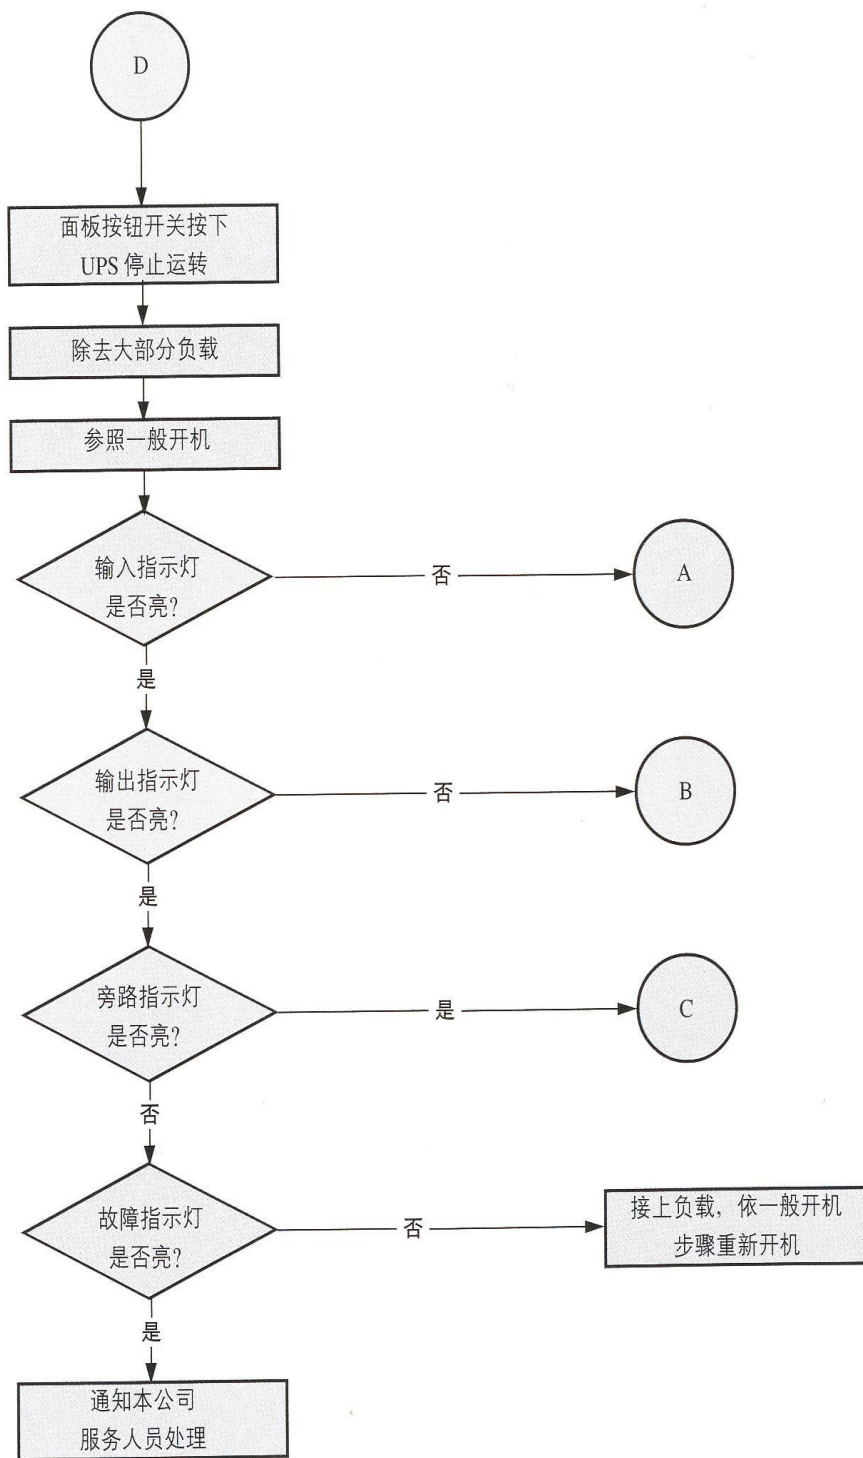 D
面板按钮开关按下
UPS 停止运转
除去大部分负载
参照一般开机
输入指示灯
是否亮?
否
A
是
输出指示灯
是否亮?
否
B
是
旁路指示灯
是否亮?
是
C
否
故障指示灯
是否亮?
否
接上负载，依一般开机
步骤重新开机
是
通知本公司
服务人员处理